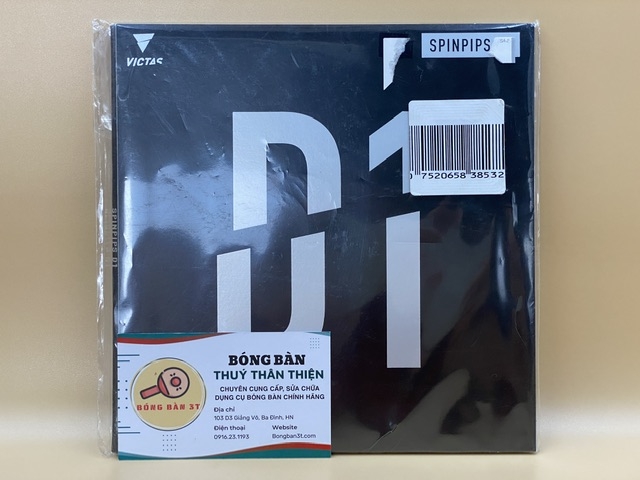 VICTAS
SPINPIPS
D1
0 7520658 38532
SPINPIPS D1
BÓNG BÀN
THUÝ THÂN THIỆN
CHUYÊN CUNG CẤP, SỬA CHỮA
DỤNG CỤ BÓNG BÀN CHÍNH HÃNG
Địa chỉ
103 D3 Giảng Võ, Ba Đình, HN
Điện thoại Website
0916.23.1193 Bongban3t.com
BÓNG BÀN 3T